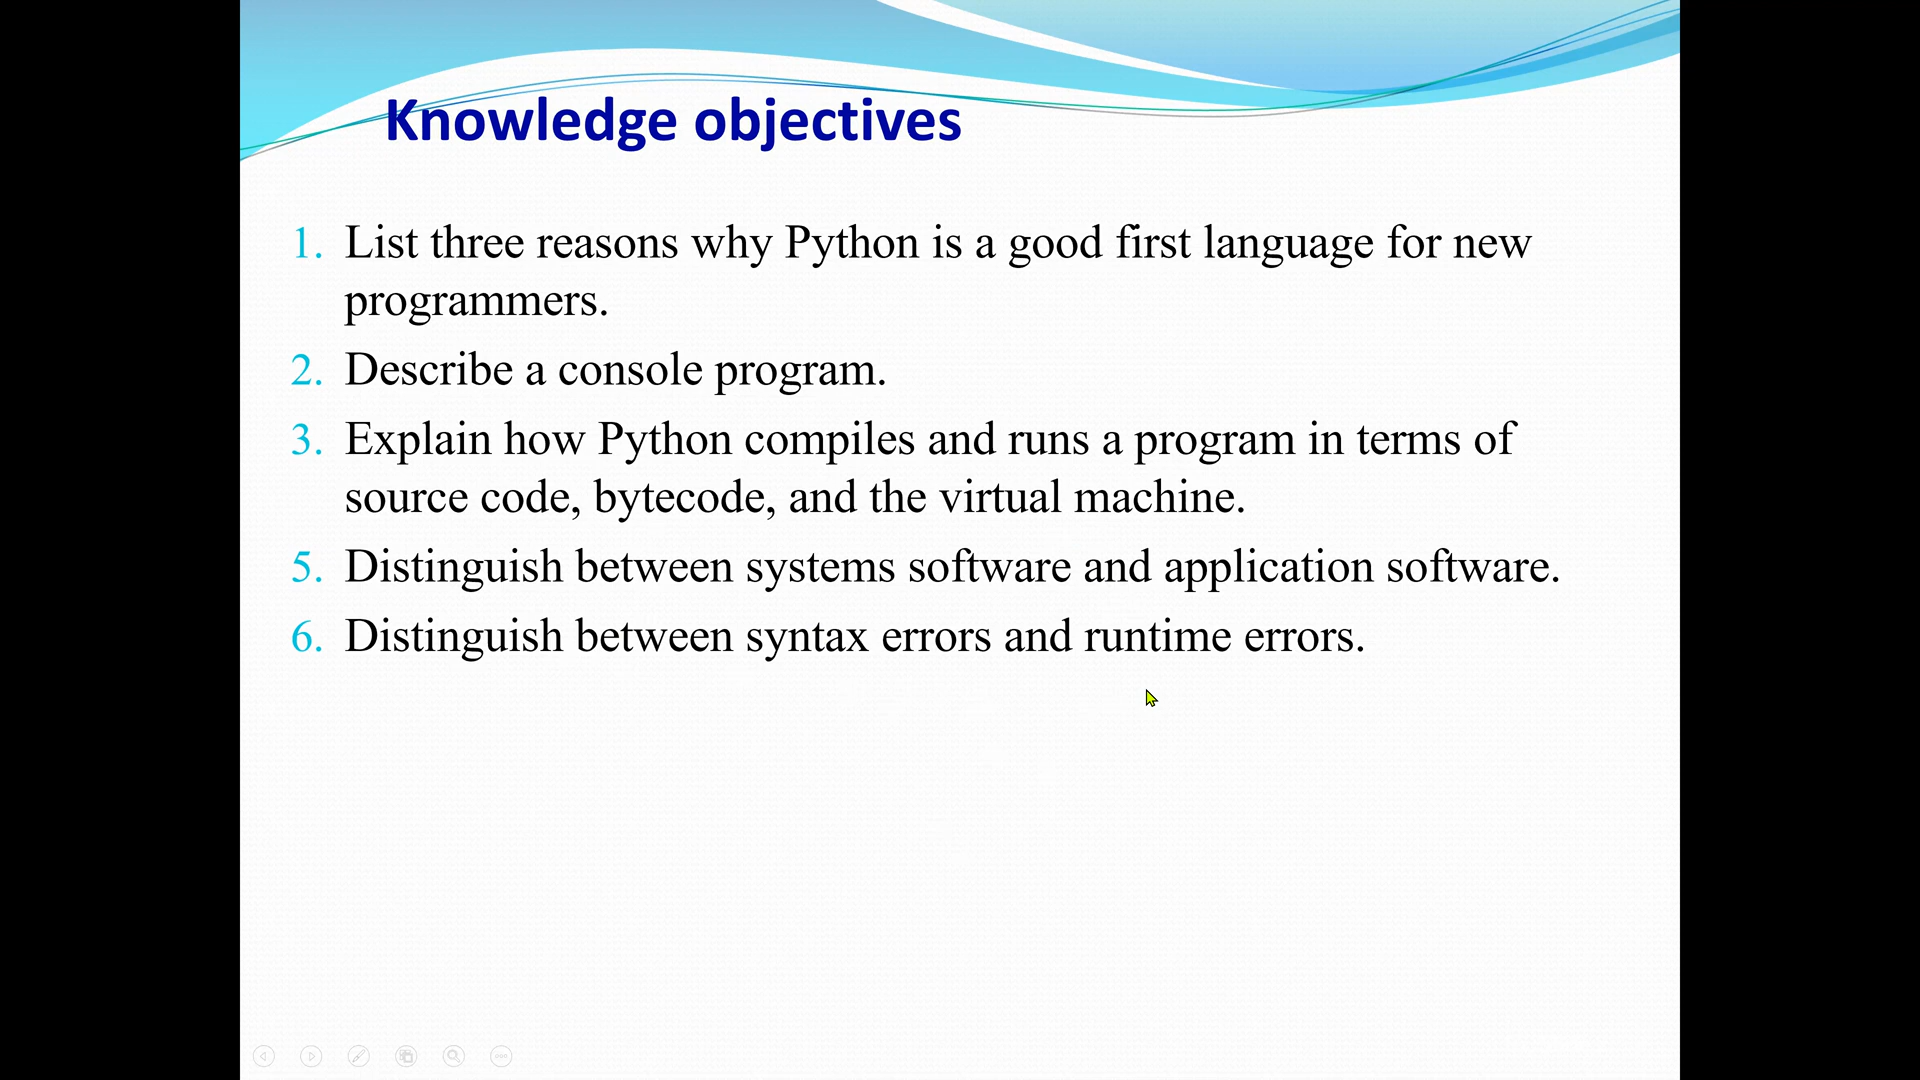 Knowledge objectives
1. List three reasons why Python is a good first language for new
programmers.
2. Describe a console program.
3. Explain how Python compiles and runs a program in terms of
source code, bytecode, and the virtual machine.
5. Distinguish between systems software and application software.
6. Distinguish between syntax errors and runtime errors.